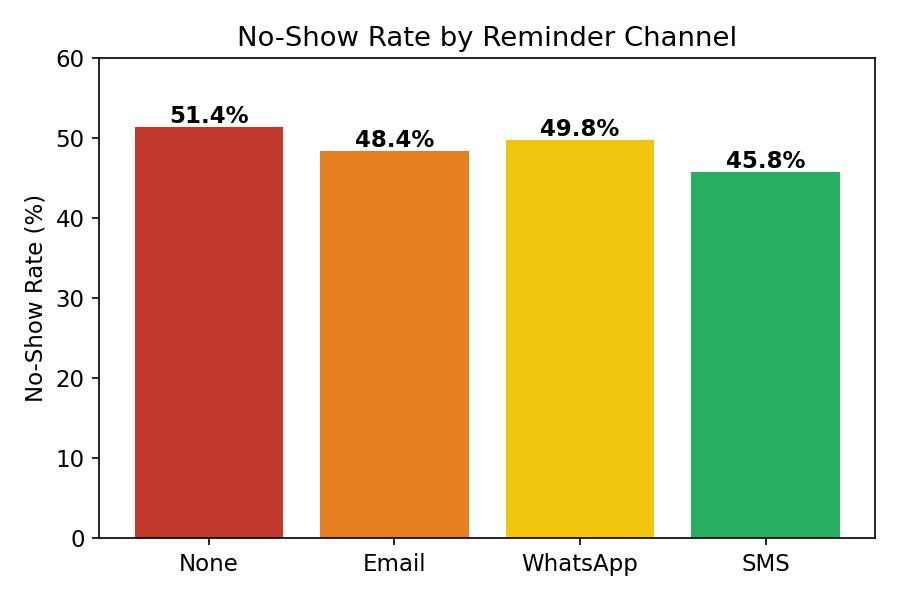 No-Show Rate by Reminder Channel
No-Show Rate (%)
60
50
40
30
20
10
0
51.4%
48.4%
49.8%
45.8%
None
Email
WhatsApp
SMS